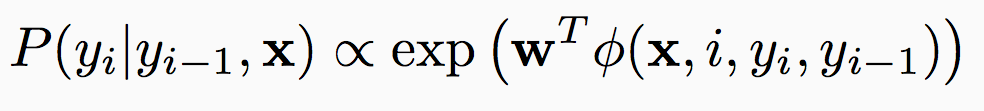 P(y_i|y_{i−1}, x) ∝ exp (w^T ϕ(x, i, y_i, y_{i−1}))